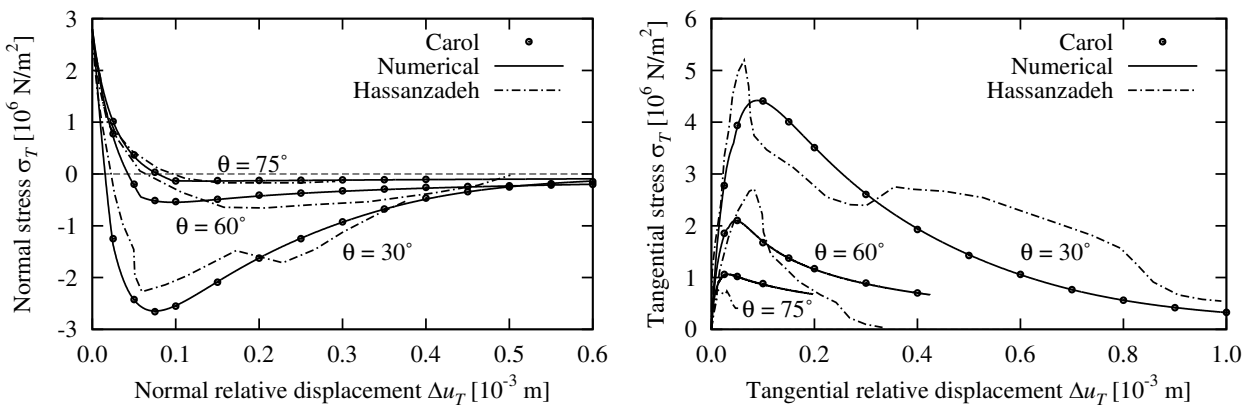 3
2
1
0
-1
-2
-3
Normal stress σT [10^6 N/m^2]
Carol
Numerical
Hassanzadeh
θ = 75°
θ = 60°
θ = 30°
0.0 0.1 0.2 0.3 0.4 0.5 0.6
Normal relative displacement ΔuT [10^-3 m]
6
5
4
3
2
1
0
Tangential stress σT [10^6 N/m^2]
Carol
Numerical
Hassanzadeh
θ = 60°
θ = 30°
θ = 75°
0.0 0.2 0.4 0.6 0.8 1.0
Tangential relative displacement ΔuT [10^-3 m]